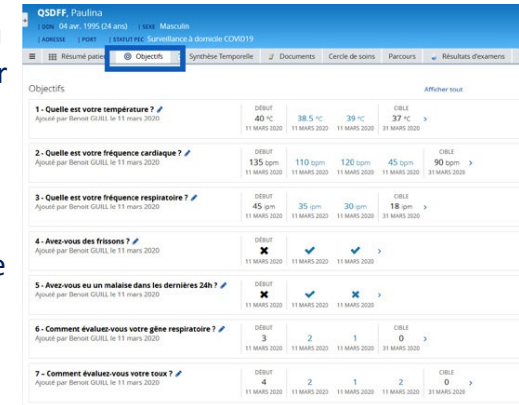 QSDFF, Paulina
DDN 04 avr. 1995 (24 ans) | SEXE Masculin
| ADRESSE | PORT | STATUT PEC Surveillance à domicile COVID19
Résumé patien Objectifs Synthèse Temporelle Documents Cercle de soins Parcours Résultats d'examens
Objectifs Afficher tout
1 - Quelle est votre température ?
Ajouté par Benoit GUILL le 11 mars 2020
DÉBUT CIBLE
40 °C 38.5 °C 39 °C 37 °C
11 MARS 2020 11 MARS 2020 11 MARS 2020 31 MARS 2020
2 - Quelle est votre fréquence cardiaque ?
Ajouté par Benoit GUILL le 11 mars 2020
DÉBUT CIBLE
135 bpm 110 bpm 120 bpm 45 bpm 90 bpm
11 MARS 2020 11 MARS 2020 11 MARS 2020 11 MARS 2020 31 MARS 2020
3 - Quelle est votre fréquence respiratoire ?
Ajouté par Benoit GUILL le 11 mars 2020
DÉBUT CIBLE
45 ipm 35 ipm 30 ipm 18 ipm
11 MARS 2020 11 MARS 2020 11 MARS 2020 31 MARS 2020
4 - Avez-vous des frissons ?
Ajouté par Benoit GUILL le 11 mars 2020
DÉBUT
11 MARS 2020 11 MARS 2020 11 MARS 2020
5 - Avez-vous eu un malaise dans les dernières 24h ?
Ajouté par Benoit GUILL le 11 mars 2020
DÉBUT
11 MARS 2020 11 MARS 2020 11 MARS 2020
6 - Comment évaluez-vous votre gêne respiratoire ?
Ajouté par Benoit GUILL le 11 mars 2020
DÉBUT CIBLE
3 2 1 0
11 MARS 2020 11 MARS 2020 11 MARS 2020 31 MARS 2020
7 - Comment évaluez-vous votre toux ?
Ajouté par Benoit GUILL le 11 mars 2020
DÉBUT CIBLE
4 2 1 2 0
11 MARS 2020 11 MARS 2020 11 MARS 2020 11 MARS 2020 31 MARS 2020